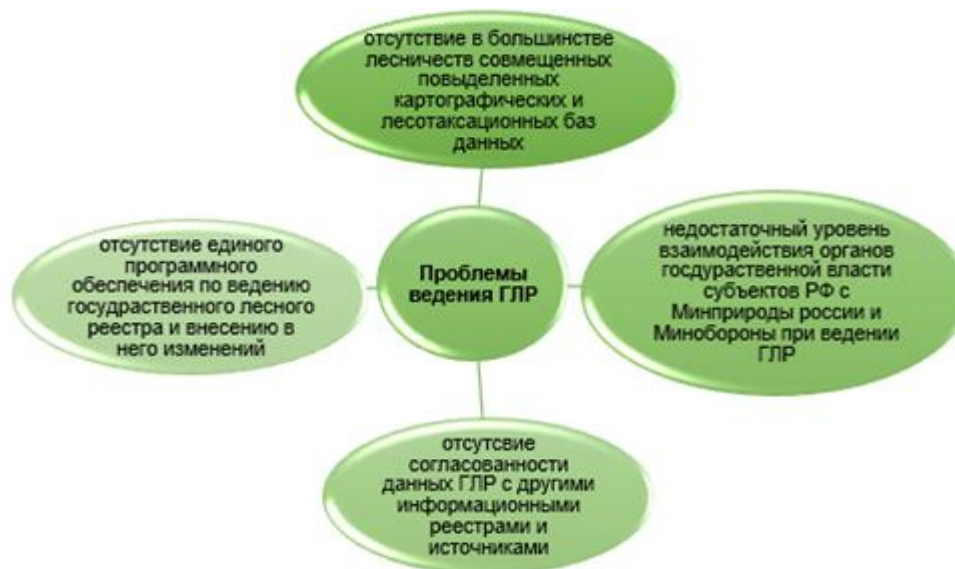 отсутствие в большинстве
лесничеств совмещенных
повыделенных
картографических и
лесотаксационных баз
данных
отсутствие единого
программного
обеспечения по ведению
государственного лесного
реестра и внесению в
него изменений
Проблемы
ведения ГЛР
недостаточный уровень
взаимодействия органов
госдураственной власти
субъектов РФ с
Минприроды россии и
Минобороны при ведении
ГЛР
отсутсвие
согласованности
данных ГЛР с другими
информационными
реестрами и
источниками